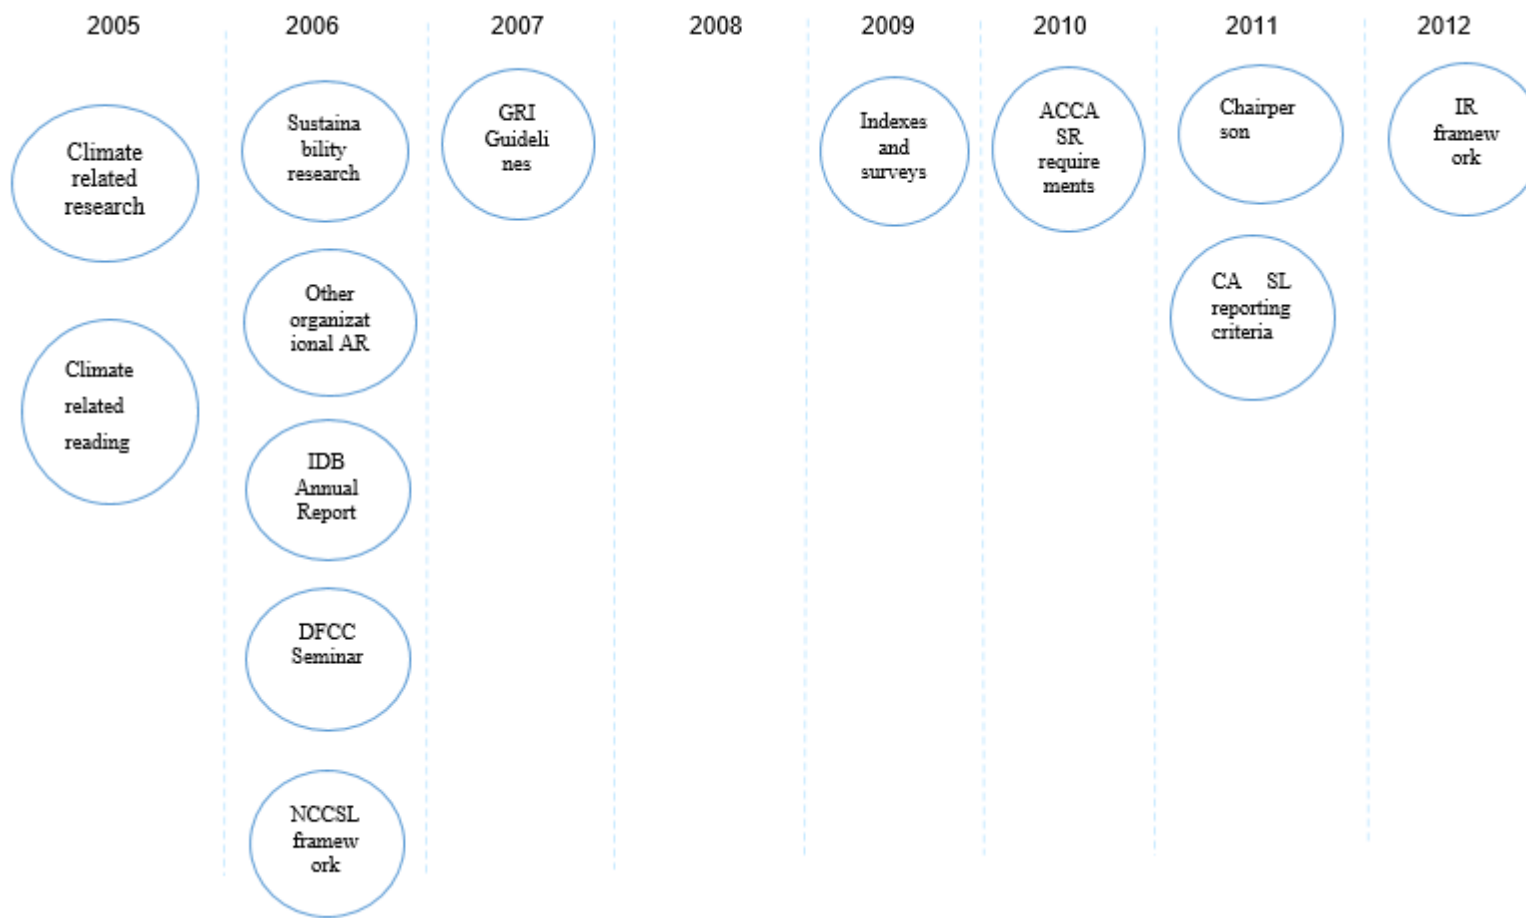 2005 2006 2007 2008 2009 2010 2011 2012
Climate
related
research
Climate
related
reading
Sustaina
bility
research
Other
organizat
ional AR
IDB
Annual
Report
DFCC
Seminar
NCCSL
framew
ork
GRI
Guideli
nes
Indexes
and
surveys
ACCA
SR
require
ments
Chairper
son
CA SL
reporting
criteria
IR
framew
ork